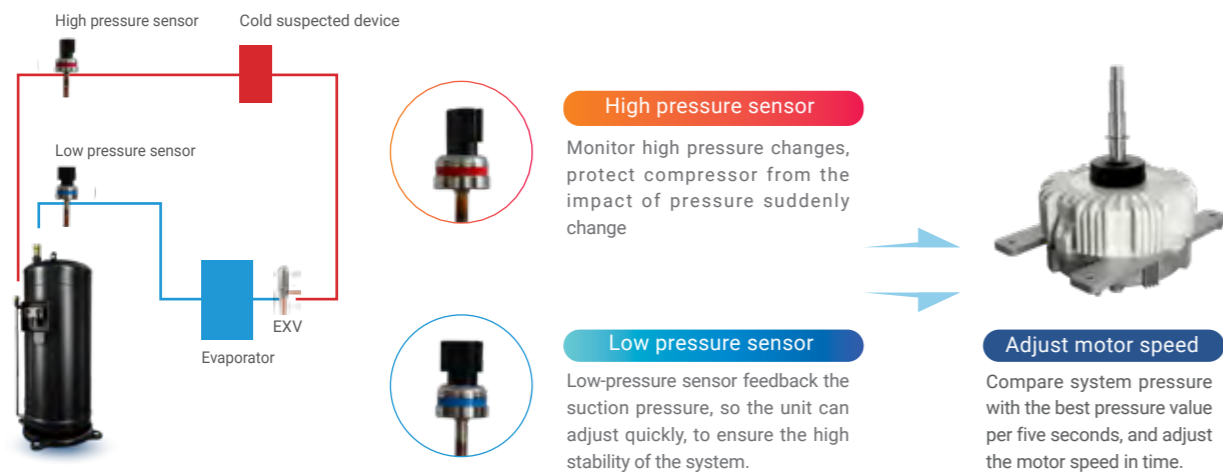 High pressure sensor
Cold suspected device
Low pressure sensor
EXV
Evaporator
High pressure sensor
Monitor high pressure changes,
protect compressor from the
impact of pressure suddenly
change
Low pressure sensor
Low-pressure sensor feedback the
suction pressure, so the unit can
adjust quickly, to ensure the high
stability of the system.
Adjust motor speed
Compare system pressure
with the best pressure value
per five seconds, and adjust
the motor speed in time.